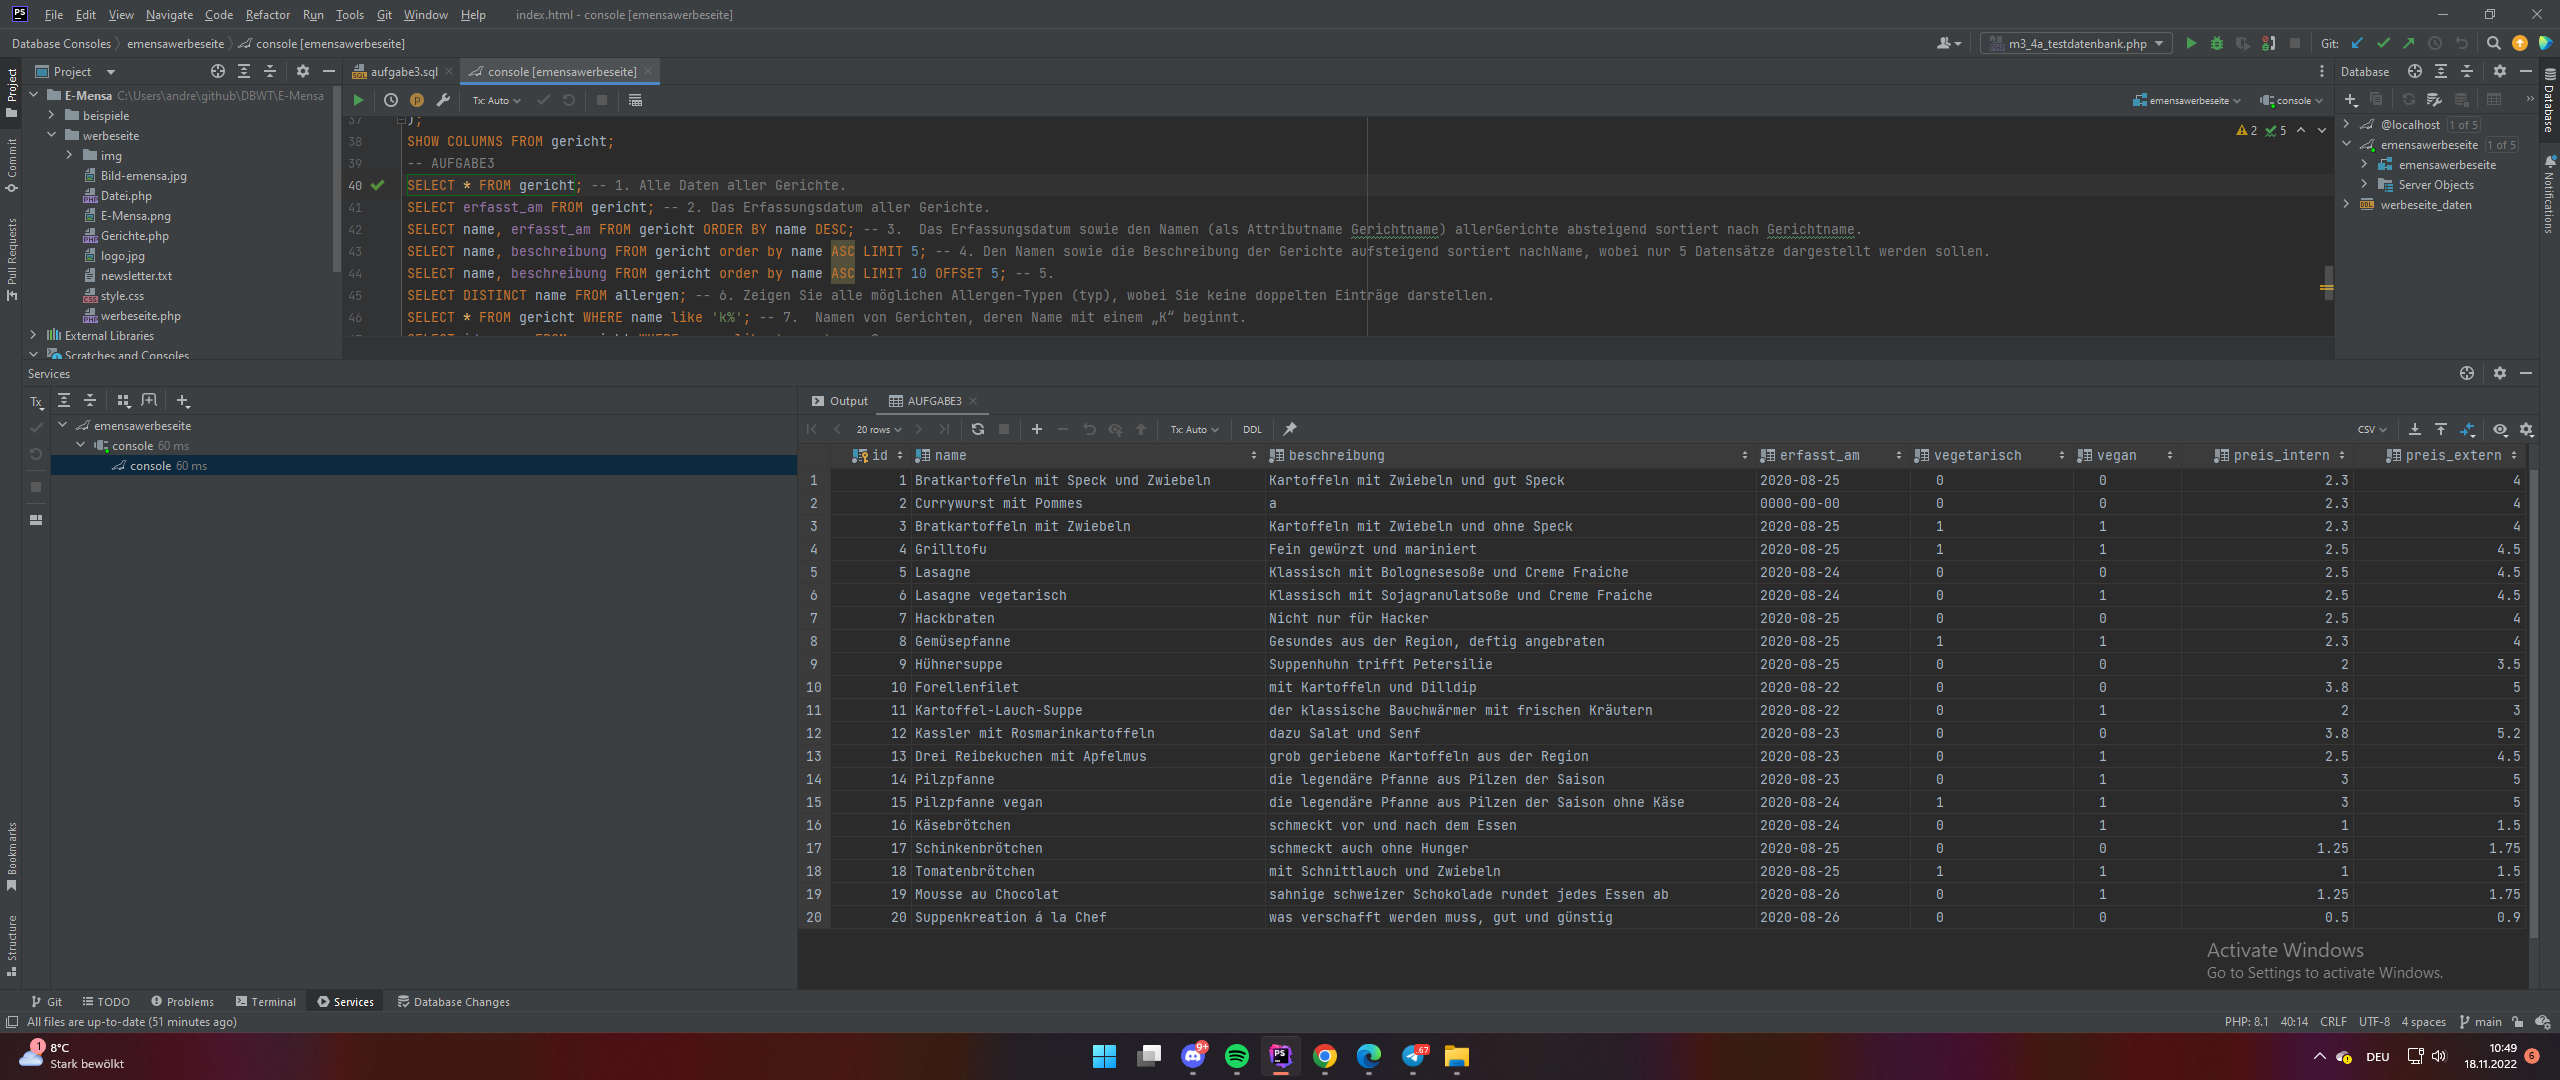 PS File Edit View Navigate Code Refactor Run Tools Git Window Help index.html - console [emensawerbeseite]
Database Consoles emensawerbeseite console [emensawerbeseite] m3_4a_testdatenbank.php Git:
Project aufgabe3.sql console [emensawerbeseite] Database
E-Mensa C:\Users\andre\github\DBWT\E-Mensa
beispiele
werbeseite
img
Bild-emensa.jpg
Datei.php
E-Mensa.png
Gerichte.php
logo.jpg
newsletter.txt
style.css
werbeseite.php
External Libraries
Scratches and Consoles
Project
Commit
Pull Requests
Bookmarks
Structure
Tx: Auto emensawerbeseite console
2 5
37 );
38 SHOW COLUMNS FROM gericht;
39 -- AUFGABE3
40 SELECT * FROM gericht; -- 1. Alle Daten aller Gerichte.
41 SELECT erfasst_am FROM gericht; -- 2. Das Erfassungsdatum aller Gerichte.
42 SELECT name, erfasst_am FROM gericht ORDER BY name DESC; -- 3.  Das Erfassungsdatum sowie den Namen (als Attributname Gerichtname) allerGerichte absteigend sortiert nach Gerichtname.
43 SELECT name, beschreibung FROM gericht order by name ASC LIMIT 5; -- 4. Den Namen sowie die Beschreibung der Gerichte aufsteigend sortiert nachName, wobei nur 5 Datensätze dargestellt werden sollen.
44 SELECT name, beschreibung FROM gericht order by name ASC LIMIT 10 OFFSET 5; -- 5.
45 SELECT DISTINCT name FROM allergen; -- 6. Zeigen Sie alle möglichen Allergen-Typen (typ), wobei Sie keine doppelten Einträge darstellen.
46 SELECT * FROM gericht WHERE name like 'k%'; -- 7.  Namen von Gerichten, deren Name mit einem „K“ beginnt.
@localhost 1 of 5
emensawerbeseite 1 of 5
emensawerbeseite
Server Objects
werbeseite_daten
Database
Notifications
Services
Tx
emensawerbeseite
console 60 ms
console 60 ms
Output AUFGABE3
20 rows Tx: Auto DDL CSV
id name beschreibung erfasst_am vegetarisch vegan preis_intern preis_extern
1 1 Bratkartoffeln mit Speck und Zwiebeln Kartoffeln mit Zwiebeln und gut Speck 2020-08-25 0 0 2.3 4
2 2 Currywurst mit Pommes a 0000-00-00 0 0 2.3 4
3 3 Bratkartoffeln mit Zwiebeln Kartoffeln mit Zwiebeln und ohne Speck 2020-08-25 1 1 2.3 4
4 4 Grilltofu Fein gewürzt und mariniert 2020-08-25 1 1 2.5 4.5
5 5 Lasagne Klassisch mit Bolognesesoße und Creme Fraiche 2020-08-24 0 0 2.5 4.5
6 6 Lasagne vegetarisch Klassisch mit Sojagranulatsoße und Creme Fraiche 2020-08-24 0 1 2.5 4.5
7 7 Hackbraten Nicht nur für Hacker 2020-08-25 0 0 2.5 4
8 8 Gemüsepfanne Gesundes aus der Region, deftig angebraten 2020-08-25 1 1 2.3 4
9 9 Hühnersuppe Suppenhuhn trifft Petersilie 2020-08-25 0 0 2 3.5
10 10 Forellenfilet mit Kartoffeln und Dilldip 2020-08-22 0 0 3.8 5
11 11 Kartoffel-Lauch-Suppe der klassische Bauchwärmer mit frischen Kräutern 2020-08-22 0 1 2 3
12 12 Kassler mit Rosmarinkartoffeln dazu Salat und Senf 2020-08-23 0 0 3.8 5.2
13 13 Drei Reibekuchen mit Apfelmus grob geriebene Kartoffeln aus der Region 2020-08-23 0 1 2.5 4.5
14 14 Pilzpfanne die legendäre Pfanne aus Pilzen der Saison 2020-08-23 0 1 3 5
15 15 Pilzpfanne vegan die legendäre Pfanne aus Pilzen der Saison ohne Käse 2020-08-24 1 1 3 5
16 16 Käsebrötchen schmeckt vor und nach dem Essen 2020-08-24 0 1 1 1.5
17 17 Schinkenbrötchen schmeckt auch ohne Hunger 2020-08-25 0 0 1.25 1.75
18 18 Tomatenbrötchen mit Schnittlauch und Zwiebeln 2020-08-25 1 1 1 1.5
19 19 Mousse au Chocolat sahnige schweizer Schokolade rundet jedes Essen ab 2020-08-26 0 1 1.25 1.75
20 20 Suppenkreation á la Chef was verschafft werden muss, gut und günstig 2020-08-26 0 0 0.5 0.9
Activate Windows
Go to Settings to activate Windows.
Git TODO Problems Terminal Services Database Changes
All files are up-to-date (51 minutes ago) PHP: 8.1 40:14 CRLF UTF-8 4 spaces main
1 8°C
Stark bewölkt
9+ PS 67
DEU 10:49
18.11.2022 6